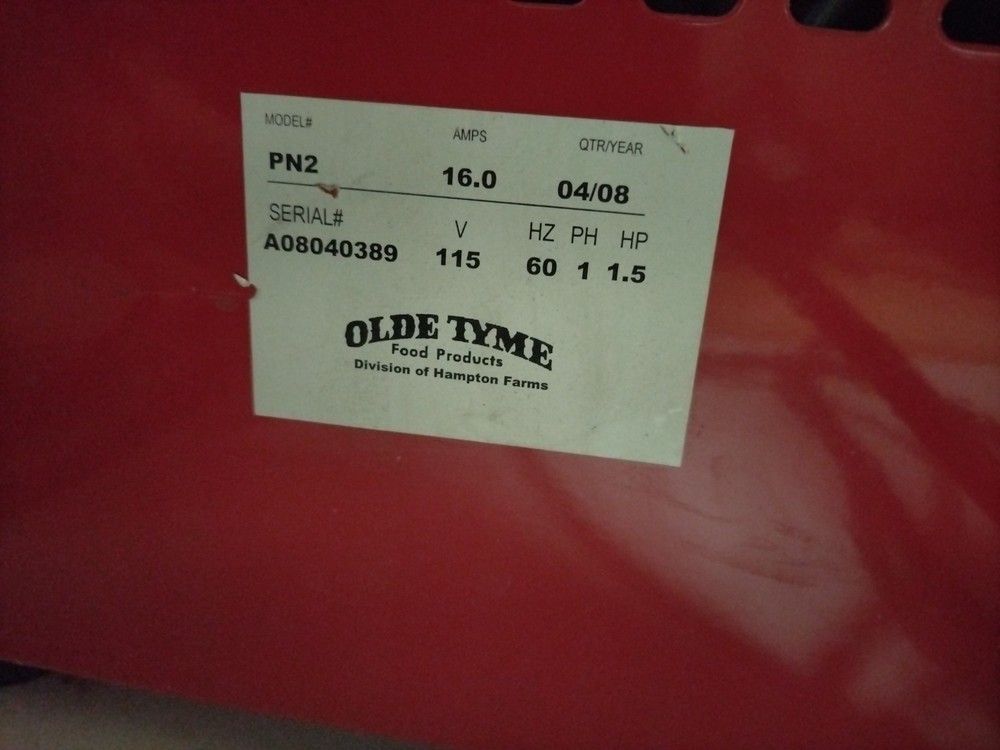 MODEL# AMPS QTR/YEAR
PN2 16.0 04/08
SERIAL# V HZ PH HP
A08040389 115 60 1 1.5
OLDE TYME
Food Products
Division of Hampton Farms